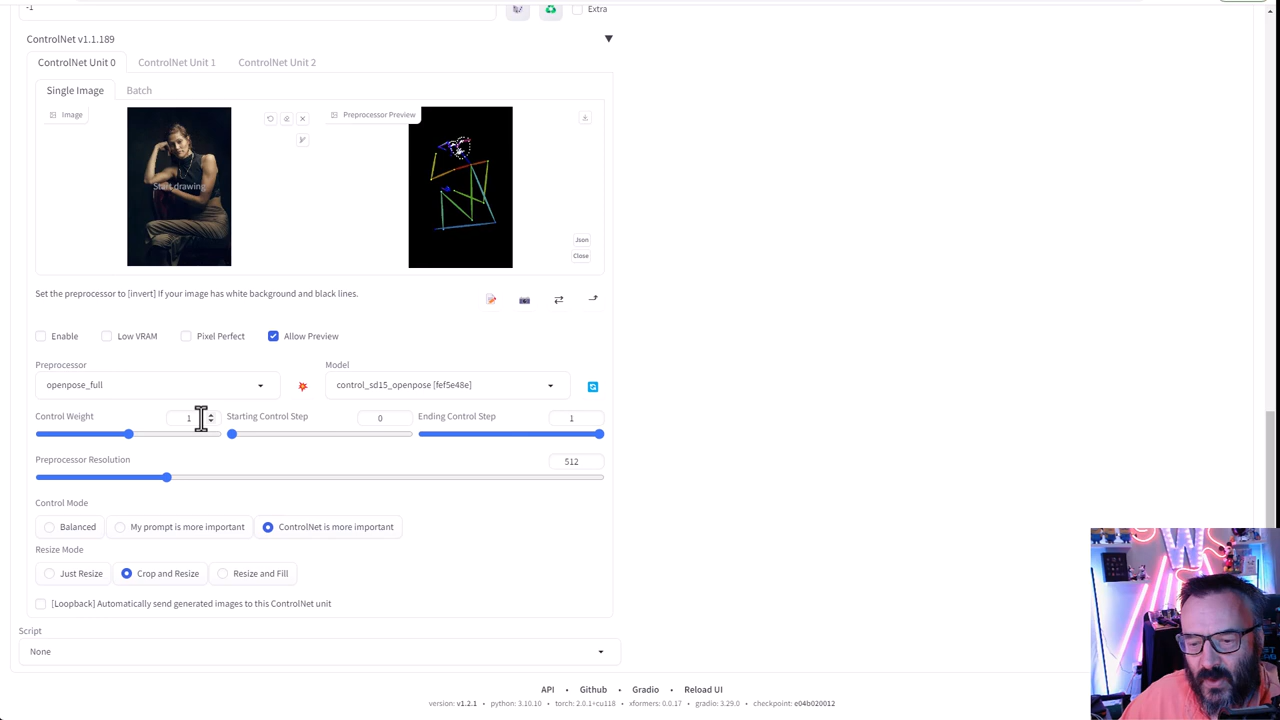 -1
Extra
ControlNet v1.1.189
ControlNet Unit 0 ControlNet Unit 1 ControlNet Unit 2
Single Image Batch
Image Preprocessor Preview
Start drawing
Json
Close
Set the preprocessor to [invert] If your image has white background and black lines.
Enable Low VRAM Pixel Perfect Allow Preview
Preprocessor Model
openpose_full control_sd15_openpose [fef5e48e]
Control Weight 1 Starting Control Step 0 Ending Control Step 1
Preprocessor Resolution 512
Control Mode
Balanced My prompt is more important ControlNet is more important
Resize Mode
Just Resize Crop and Resize Resize and Fill
[Loopback] Automatically send generated images to this ControlNet unit
Script
None
API • Github • Gradio • Reload UI
version: v1.2.1 • python: 3.10.10 • torch: 2.0.1+cu118 • xformers: 0.0.17 • gradio: 3.29.0 • checkpoint: e04b020012